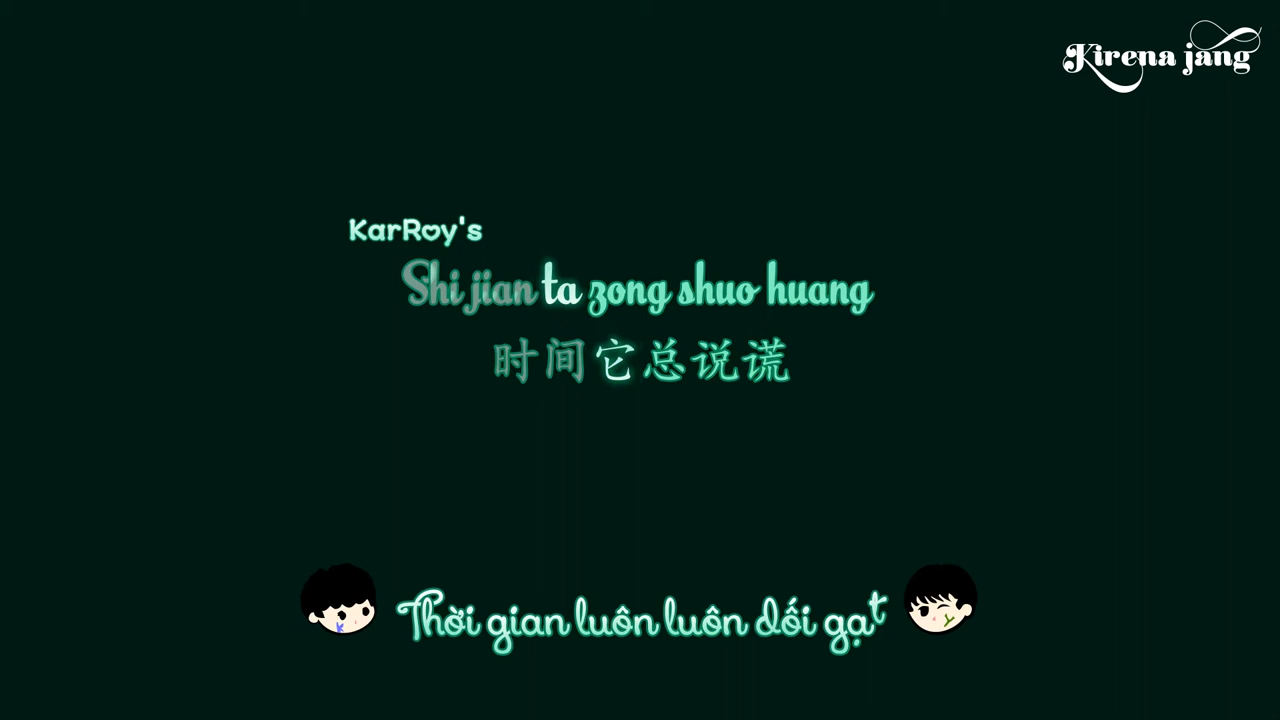 Kirena jang
KarRoy's
Shi jian ta zong shuo huang
时间它总说谎
K
Thời gian luôn luôn dối gạt
Y